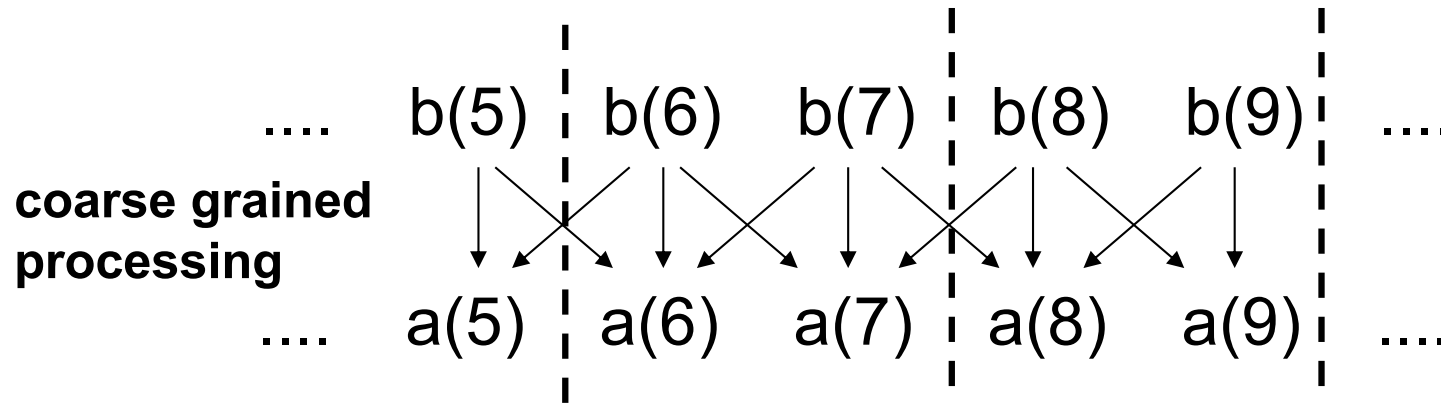 .... b(5) b(6) b(7) b(8) b(9) ....
coarse grained
processing
.... a(5) a(6) a(7) a(8) a(9) ....